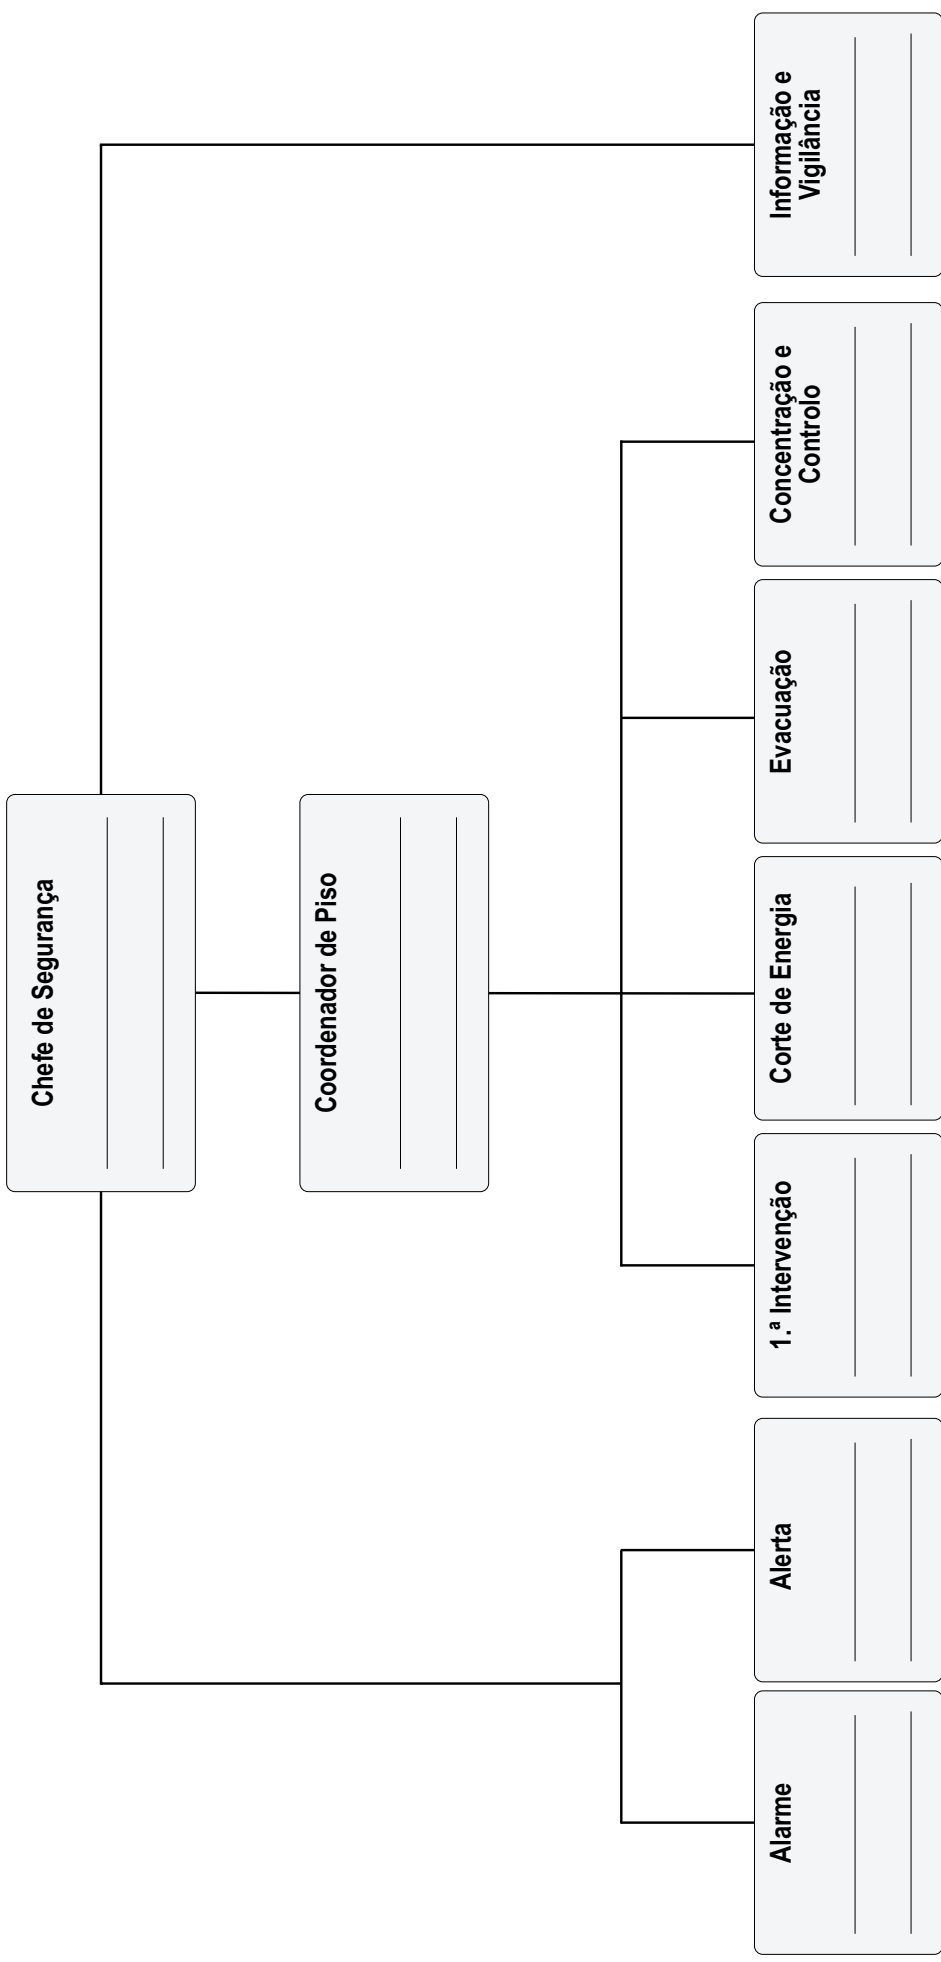 Chefe de Segurança
Coordenador de Piso
Alarme
Alerta
1.ª Intervenção
Corte de Energia
Evacuação
Concentração e
Controlo
Informação e
Vigilância